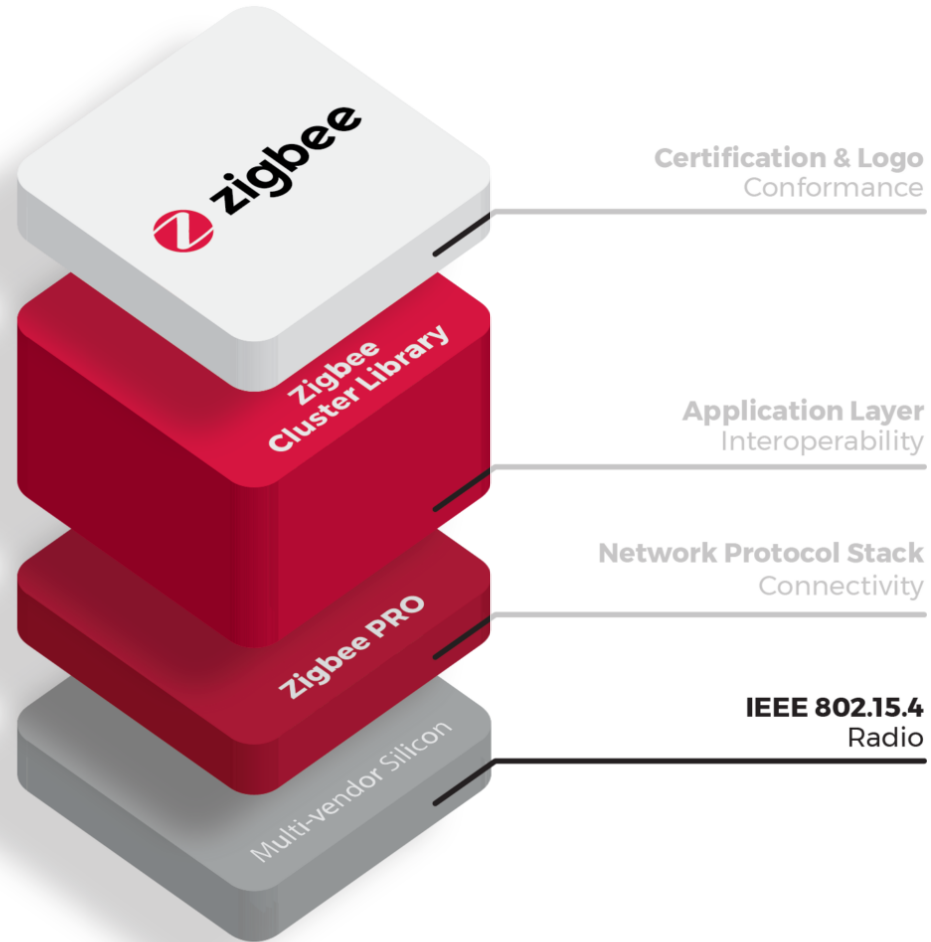 zigbee
Certification & Logo
Conformance
Zigbee
Cluster Library
Application Layer
Interoperability
Network Protocol Stack
Connectivity
Zigbee PRO
IEEE 802.15.4
Radio
Multi-vendor Silicon